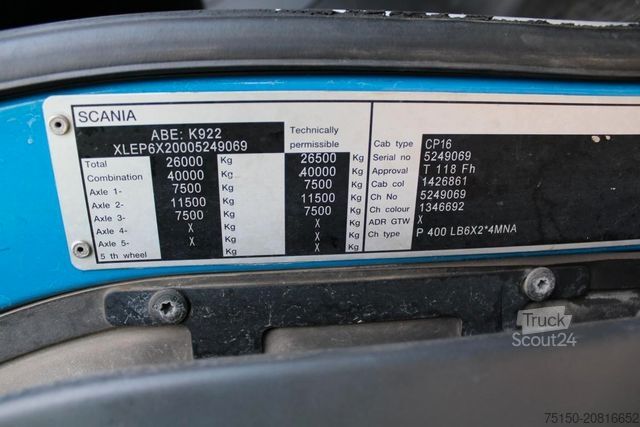 SCANIA
ABE: K922
XLEP6X20005249069
Technically permissible
Total 26000 Kg 26500 Kg
Combination 40000 Kg 40000 Kg
Axle 1- 7500 Kg 7500 Kg
Axle 2- 11500 Kg 11500 Kg
Axle 3- 7500 Kg 7500 Kg
Axle 4- X Kg X Kg
Axle 5- X Kg X Kg
5 th wheel X Kg X Kg
Cab type CP16
Serial no 5249069
Approval T 118 Fh
Cab col 1426861
Ch No 5249069
Ch colour 1346692
ADR GTW X
Ch type P 400 LB6X2*4MNA
Truck
Scout24
75150-20816652